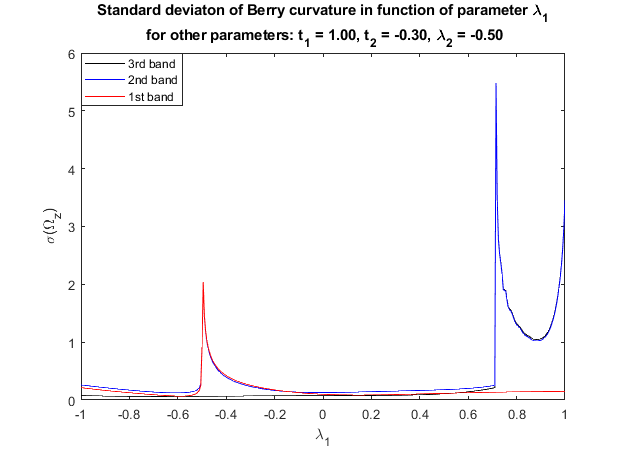 Standard deviaton of Berry curvature in function of parameter λ₁
for other parameters: t₁ = 1.00, t₂ = -0.30, λ₂ = -0.50
3rd band
2nd band
1st band
6
5
4
3
2
1
0
σ(Ω_z)
-1 -0.8 -0.6 -0.4 -0.2 0 0.2 0.4 0.6 0.8 1
λ₁